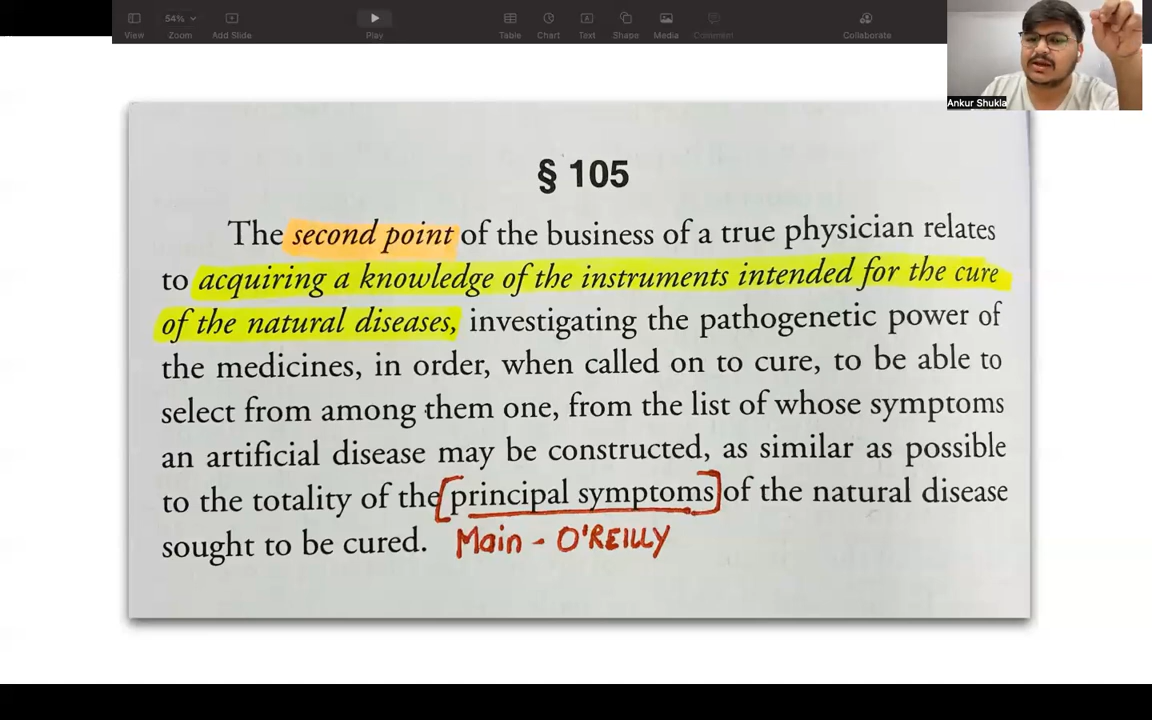 54%
View
Zoom
Add Slide
Play
Table
Chart
Text
Shape
Media
Comment
Collaborate
Ankur Shukla
§ 105
The second point of the business of a true physician relates
to acquiring a knowledge of the instruments intended for the cure
of the natural diseases, investigating the pathogenetic power of
the medicines, in order, when called on to cure, to be able to
select from among them one, from the list of whose symptoms
an artificial disease may be constructed, as similar as possible
to the totality of the [principal symptoms] of the natural disease
sought to be cured. Main - O'REILLY